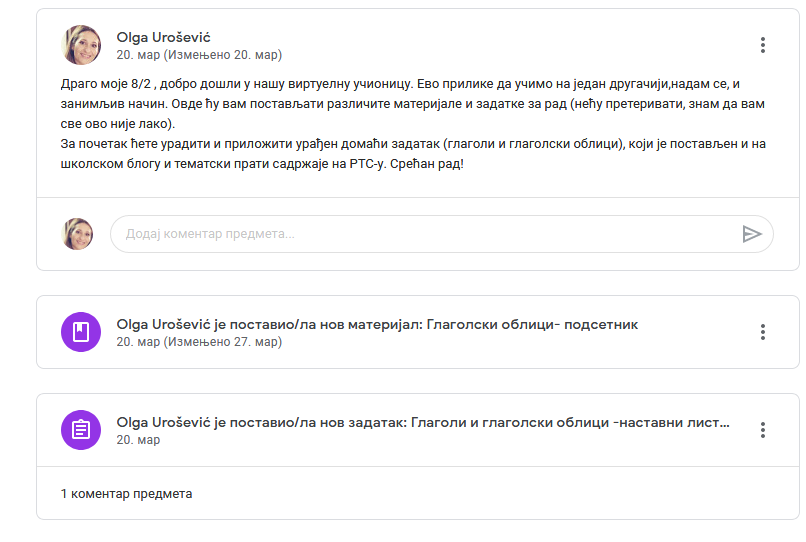 Olga Urošević
20. мар (Измењено 20. мар)
Драго моје 8/2 , добро дошли у нашу виртуелну учионицу. Ево прилике да учимо на један другачији,надам се, и
занимљив начин. Овде ћу вам постављати различите материјале и задатке за рад (нећу претеривати, знам да вам
све ово није лако).
За почетак ћете урадити и приложити урађен домаћи задатак (глаголи и глаголски облици), који је постављен и на
школском блогу и тематски прати садржаје на РТС-у. Срећан рад!
Додај коментар предмета...
Olga Urošević је поставио/ла нов материјал: Глаголски облици- подсетник
20. мар (Измењено 27. мар)
Olga Urošević је поставио/ла нов задатак: Глаголи и глаголски облици -наставни лист...
20. мар
1 коментар предмета